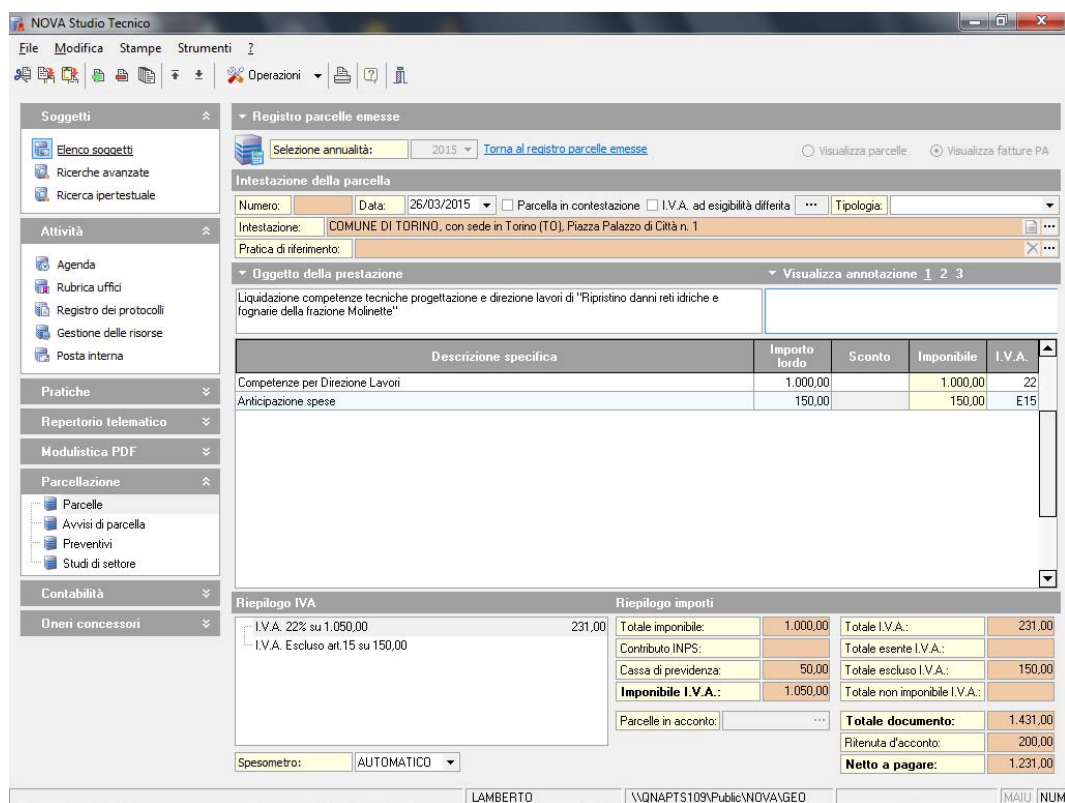 NOVA Studio Tecnico
File Modifica Stampe Strumenti ?
Operazioni
Soggetti
Elenco soggetti
Ricerche avanzate
Ricerca ipertestuale
Attività
Agenda
Rubrica uffici
Registro dei protocolli
Gestione delle risorse
Posta interna
Pratiche
Repertorio telematico
Modulistica PDF
Parcellazione
Parcelle
Avvisi di parcella
Preventivi
Studi di settore
Contabilità
Oneri concessori
Registro parcelle emesse
Selezione annualità: 2015 Torna al registro parcelle emesse Visualizza parcelle Visualizza fatture PA
Intestazione della parcella
Numero: Data: 26/03/2015 Parcella in contestazione I.V.A. ad esigibilità differita ... Tipologia:
Intestazione: COMUNE DI TORINO, con sede in Torino (TO), Piazza Palazzo di Città n. 1 ...
Pratica di riferimento: ...
Oggetto della prestazione Visualizza annotazione 1 2 3
Liquidazione competenze tecniche progettazione e direzione lavori di "Ripristino danni reti idriche e
fognarie della frazione Molinette"
Descrizione specifica Importo lordo Sconto Imponibile I.V.A.
Competenze per Direzione Lavori 1.000,00 1.000,00 22
Anticipazione spese 150,00 150,00 E15
Riepilogo IVA
I.V.A. 22% su 1.050,00 231,00
I.V.A. Escluso art.15 su 150,00
Spesometro: AUTOMATICO
Riepilogo importi
Totale imponibile: 1.000,00 Totale I.V.A.: 231,00
Contributo INPS: Totale esente I.V.A.:
Cassa di previdenza: 50,00 Totale escluso I.V.A.: 150,00
Imponibile I.V.A.: 1.050,00 Totale non imponibile I.V.A.:
Parcelle in acconto: ... Totale documento: 1.431,00
Ritenuta d'acconto: 200,00
Netto a pagare: 1.231,00
LAMBERTO \\QNAPTS109\Public\NOVA\GEO MAIU NUM